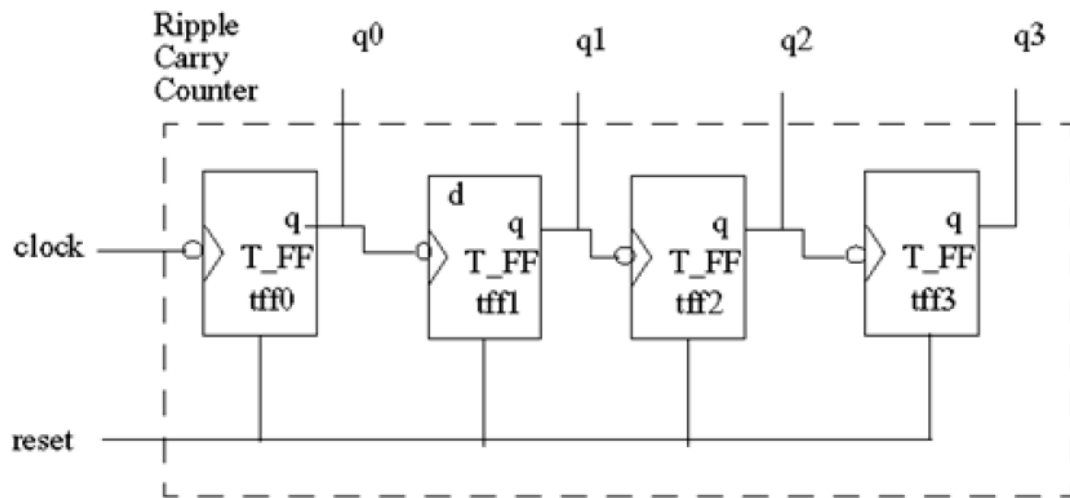 Ripple
Carry
Counter
q0
q1
q2
q3
clock
q
T_FF
tff0
d
q
T_FF
tff1
q
T_FF
tff2
q
T_FF
tff3
reset